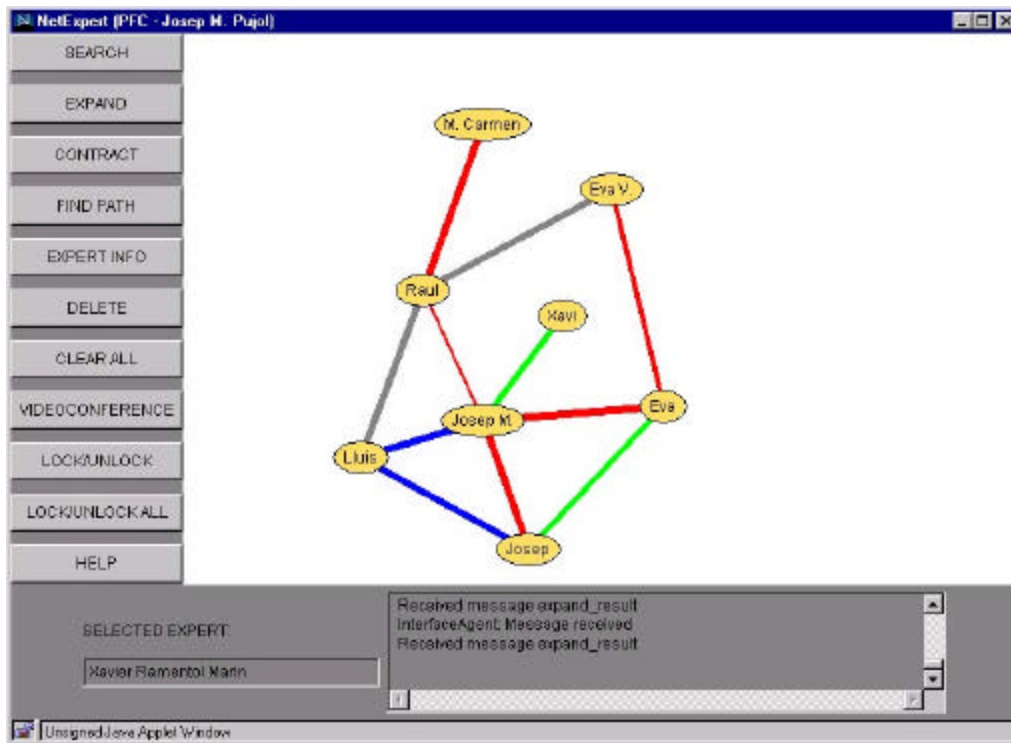 NetExpert (PFC - Josep M. Pujol)
SEARCH
EXPAND
CONTRACT
FIND PATH
EXPERT INFO
DELETE
CLEAR ALL
VIDEOCONFERENCE
LOCK/UNLOCK
LOCK/UNLOCK ALL
HELP
M. Carmen
Eva V.
Raul
Xavi
Eva
Josep M.
Lluis
Josep
SELECTED EXPERT:
Xavier Ramentol Marin
Received message expand_result
InterfaceAgent: Message received
Received message expand_result
Unsigned Java Applet Window